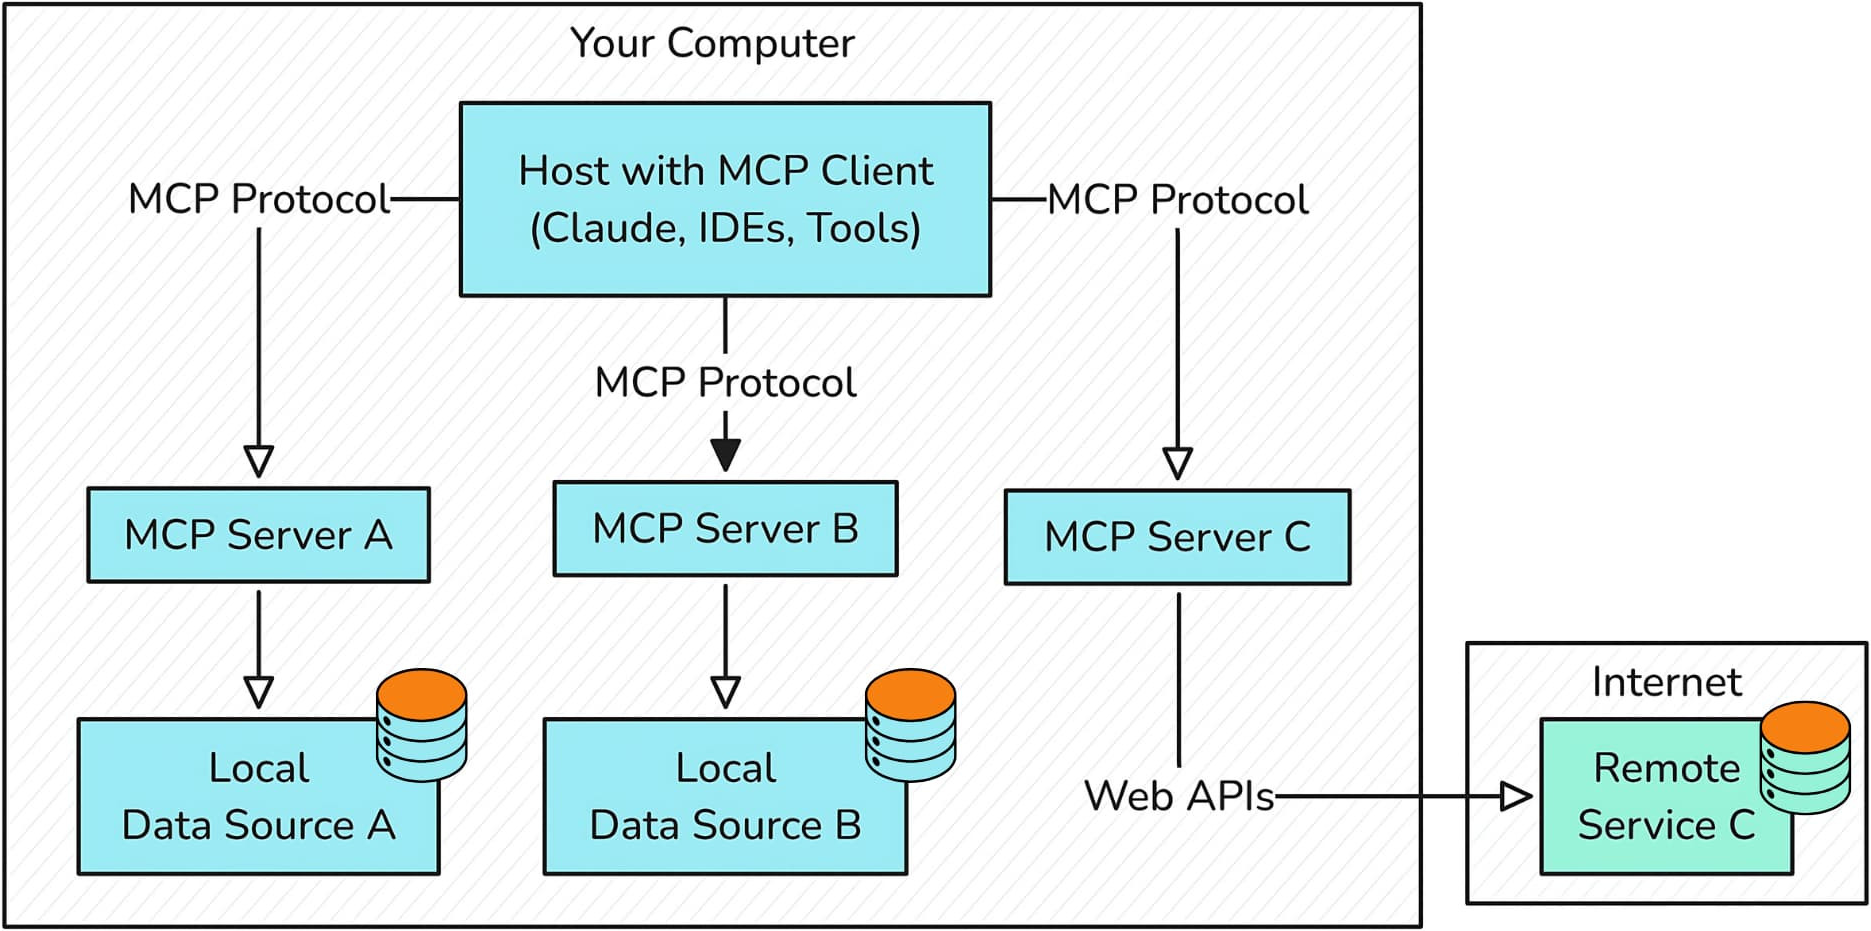 Your Computer
Host with MCP Client
(Claude, IDEs, Tools)
MCP Protocol
MCP Protocol
MCP Protocol
MCP Server A
MCP Server B
MCP Server C
Local
Data Source A
Local
Data Source B
Web APIs
Internet
Remote
Service C